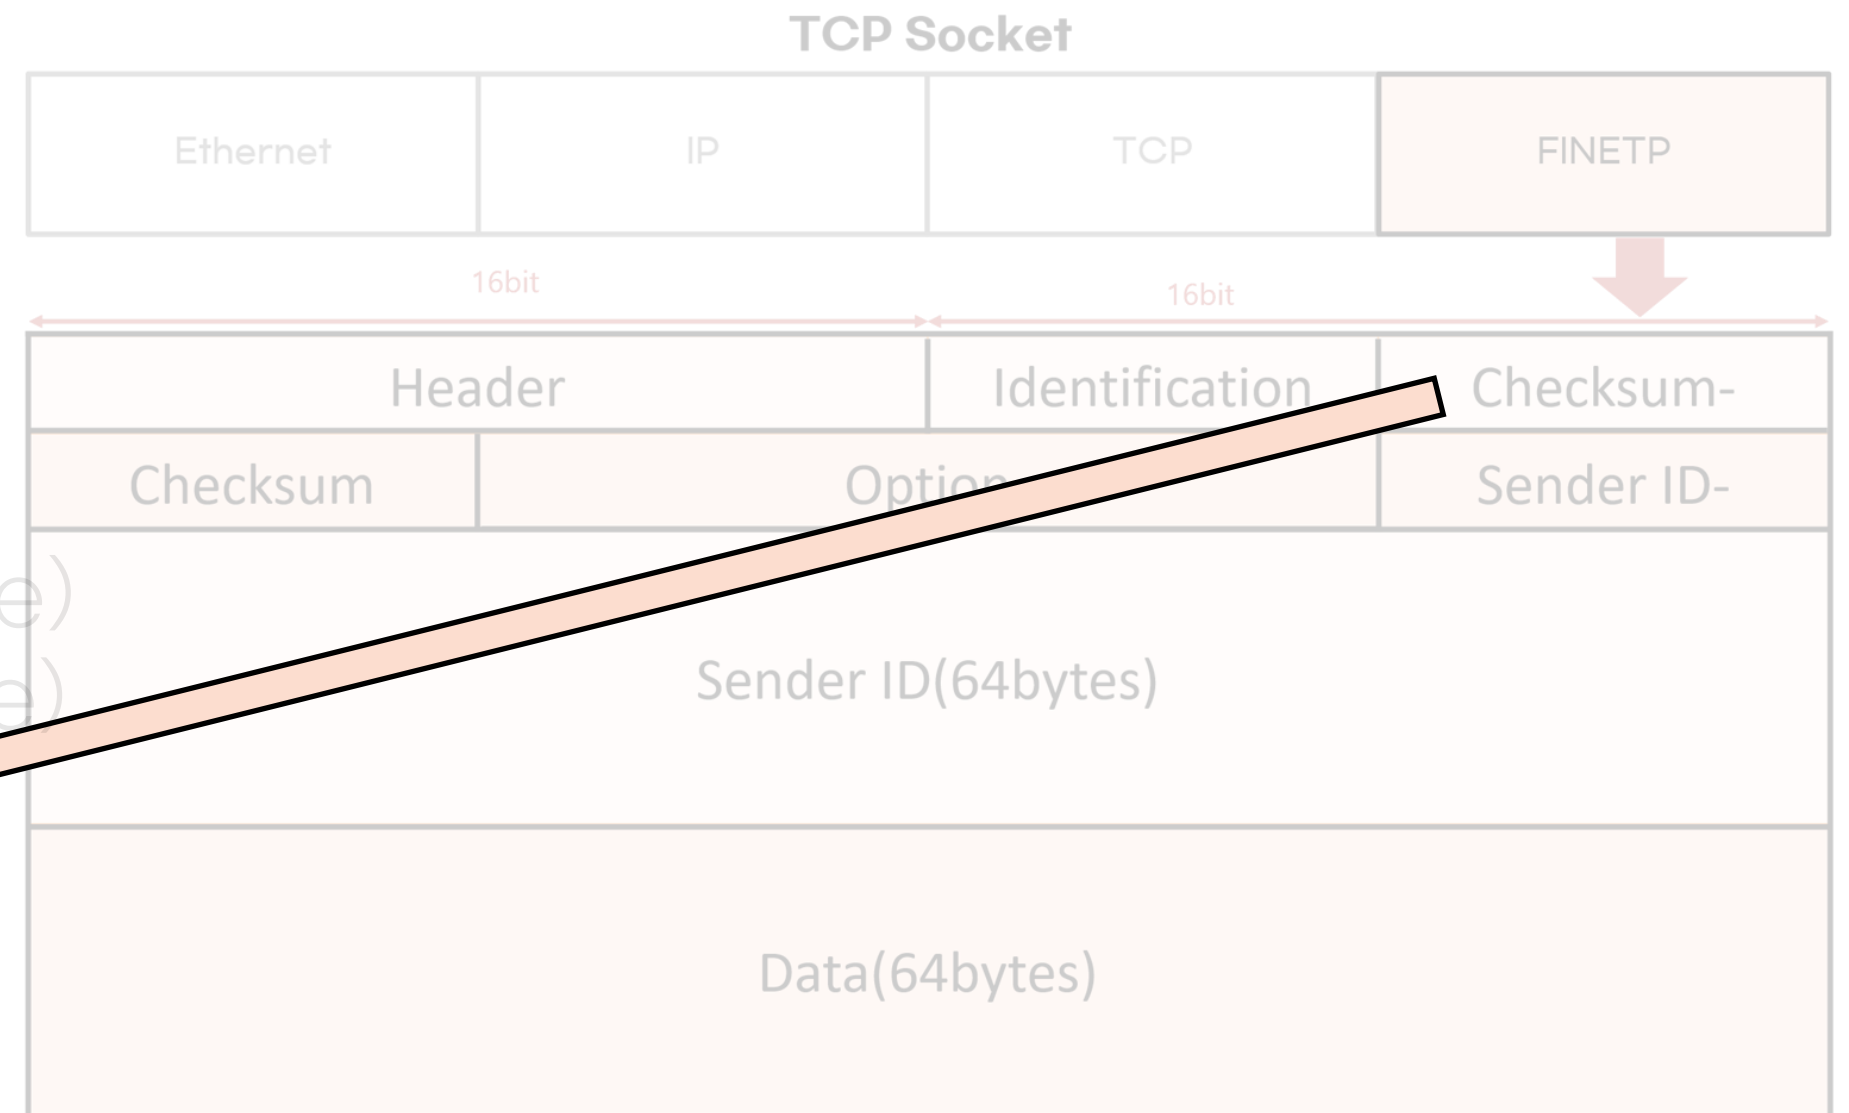 TCP Socket
Ethernet IP TCP FINETP
16bit 16bit
Header Identification Checksum-
Checksum Option Sender ID-
e)
Sender ID(64bytes)
e)
Data(64bytes)